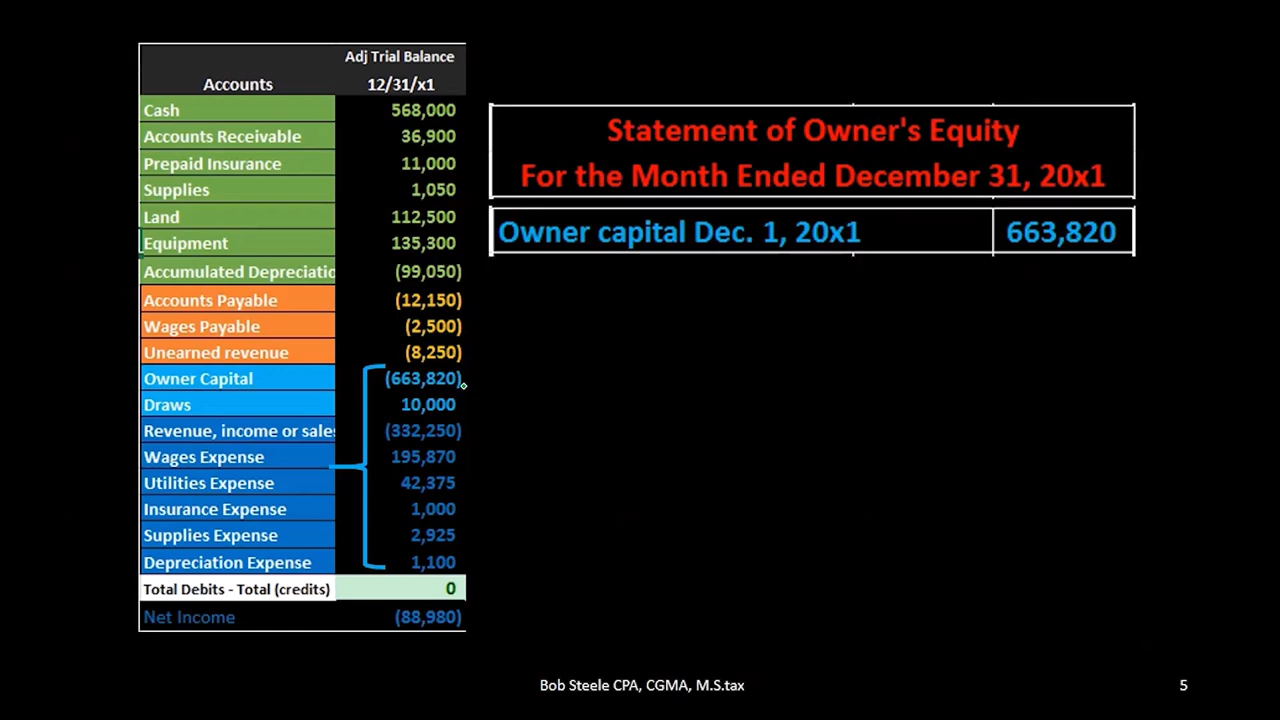 Adj Trial Balance
Accounts 12/31/x1
Cash 568,000
Accounts Receivable 36,900
Prepaid Insurance 11,000
Supplies 1,050
Land 112,500
Equipment 135,300
Accumulated Depreciatio (99,050)
Accounts Payable (12,150)
Wages Payable (2,500)
Unearned revenue (8,250)
Owner Capital (663,820)
Draws 10,000
Revenue, income or sales (332,250)
Wages Expense 195,870
Utilities Expense 42,375
Insurance Expense 1,000
Supplies Expense 2,925
Depreciation Expense 1,100
Total Debits - Total (credits) 0
Net Income (88,980)
Statement of Owner's Equity
For the Month Ended December 31, 20x1
Owner capital Dec. 1, 20x1 663,820
Bob Steele CPA, CGMA, M.S.tax
5